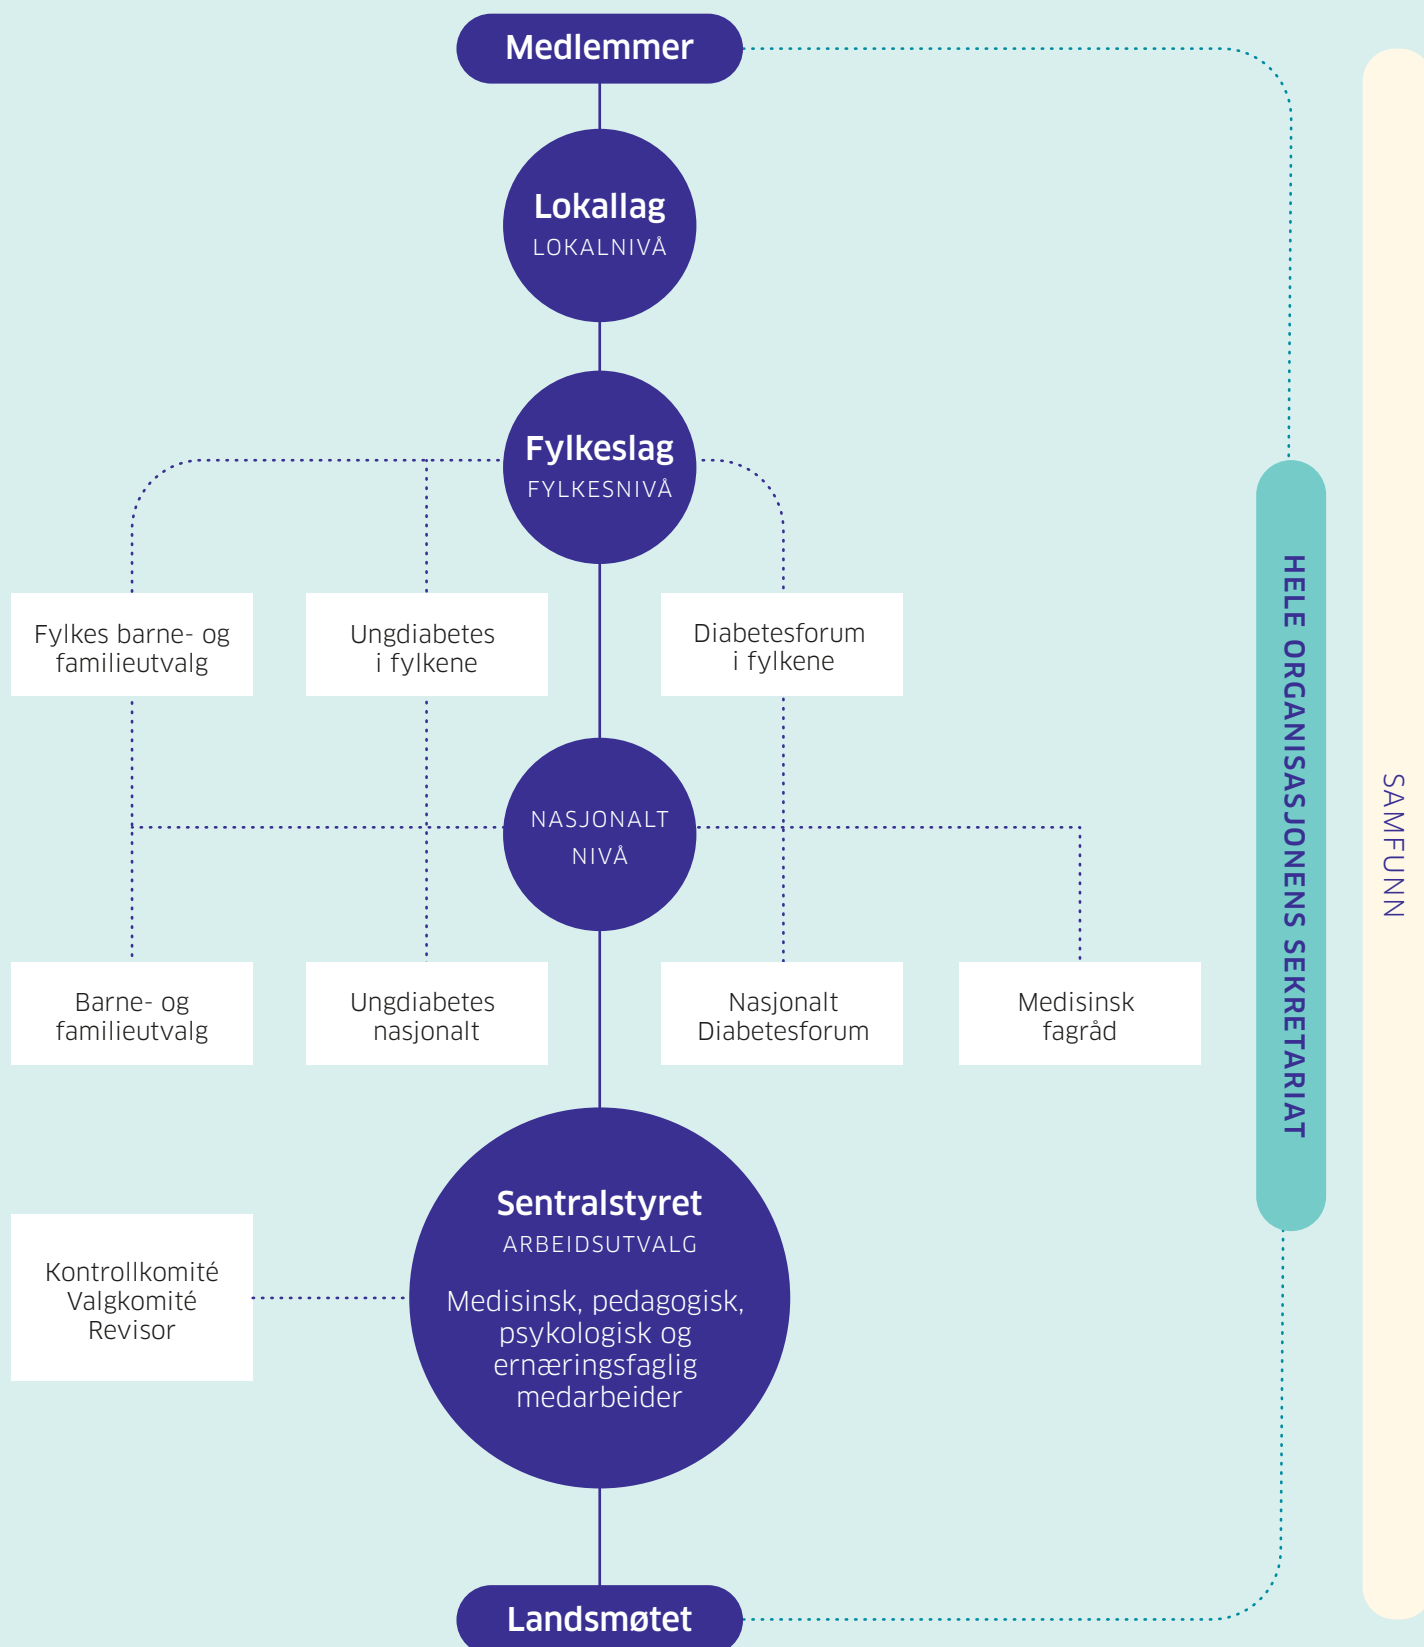 Medlemmer
Lokallag
LOKALNIVÅ
Fylkeslag
FYLKESNIVÅ
Fylkes barne- og
familieutvalg
Ungdiabetes
i fylkene
Diabetesforum
i fylkene
NASJONALT
NIVÅ
Barne- og
familieutvalg
Ungdiabetes
nasjonalt
Nasjonalt
Diabetesforum
Medisinsk
fagråd
Sentralstyret
ARBEIDSUTVALG
Medisinsk, pedagogisk,
psykologisk og
ernæringsfaglig
medarbeider
Kontrollkomité
Valgkomité
Revisor
Landsmøtet
HELE ORGANISASJONENS SEKRETARIAT
SAMFUNN